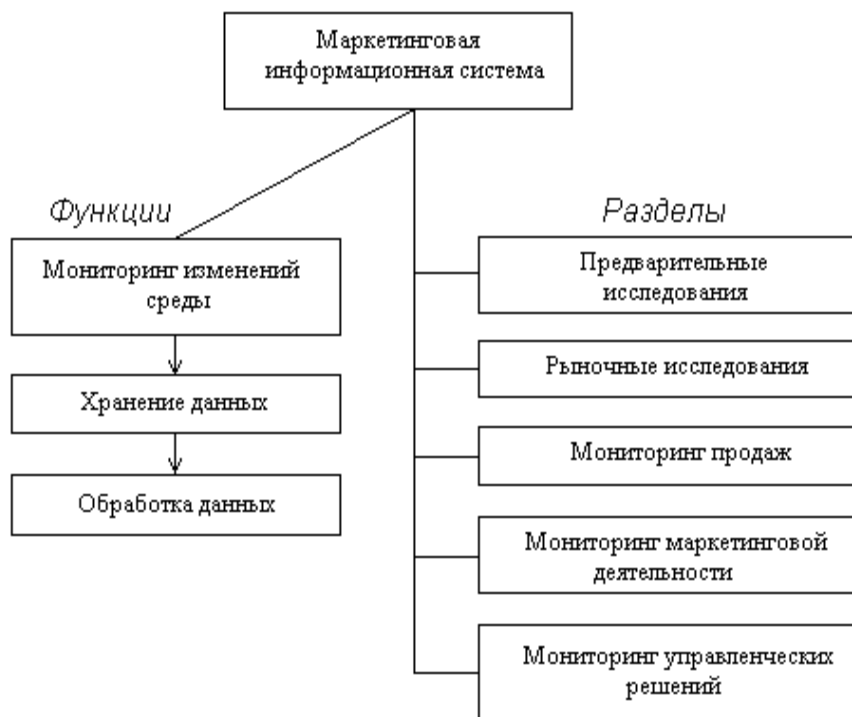 Маркетинговая
информационная система
Функции
Мониторинг изменений
среды
Хранение данных
Обработка данных
Разделы
Предварительные
исследования
Рыночные исследования
Мониторинг продаж
Мониторинг маркетинговой
деятельности
Мониторинг управленческих
решений